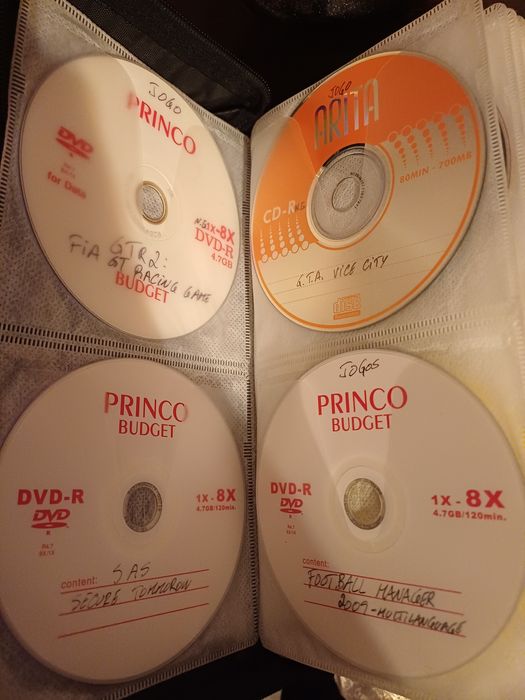 JOGO
PRINCO
DVD
R
for Data
1X-8X
DVD-R
4.7GB
GTR2:
FiA GT RACING GAME
BUDGET
JOGO
ARITA
80MIN - 700MB
CD-R
G.T.A. VICE CITY
PRINCO
BUDGET
DVD-R
DVD
R
1X - 8X
4.7GB/120min.
content: SAS
SECURE TOMMOROW
JOGOS
PRINCO
BUDGET
DVD-R
DVD
R
1X - 8X
4.7GB/120min.
content:
FOOTBALL MANAGER
2009-MULTILANGUAGE